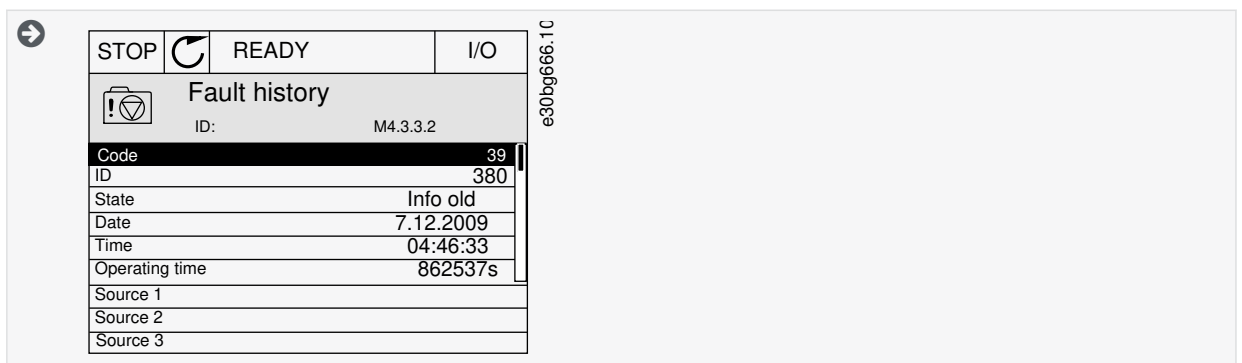 STOP READY I/O
Fault history
ID: M4.3.3.2
Code 39
ID 380
State Info old
Date 7.12.2009
Time 04:46:33
Operating time 862537s
Source 1
Source 2
Source 3
e30bg666.10